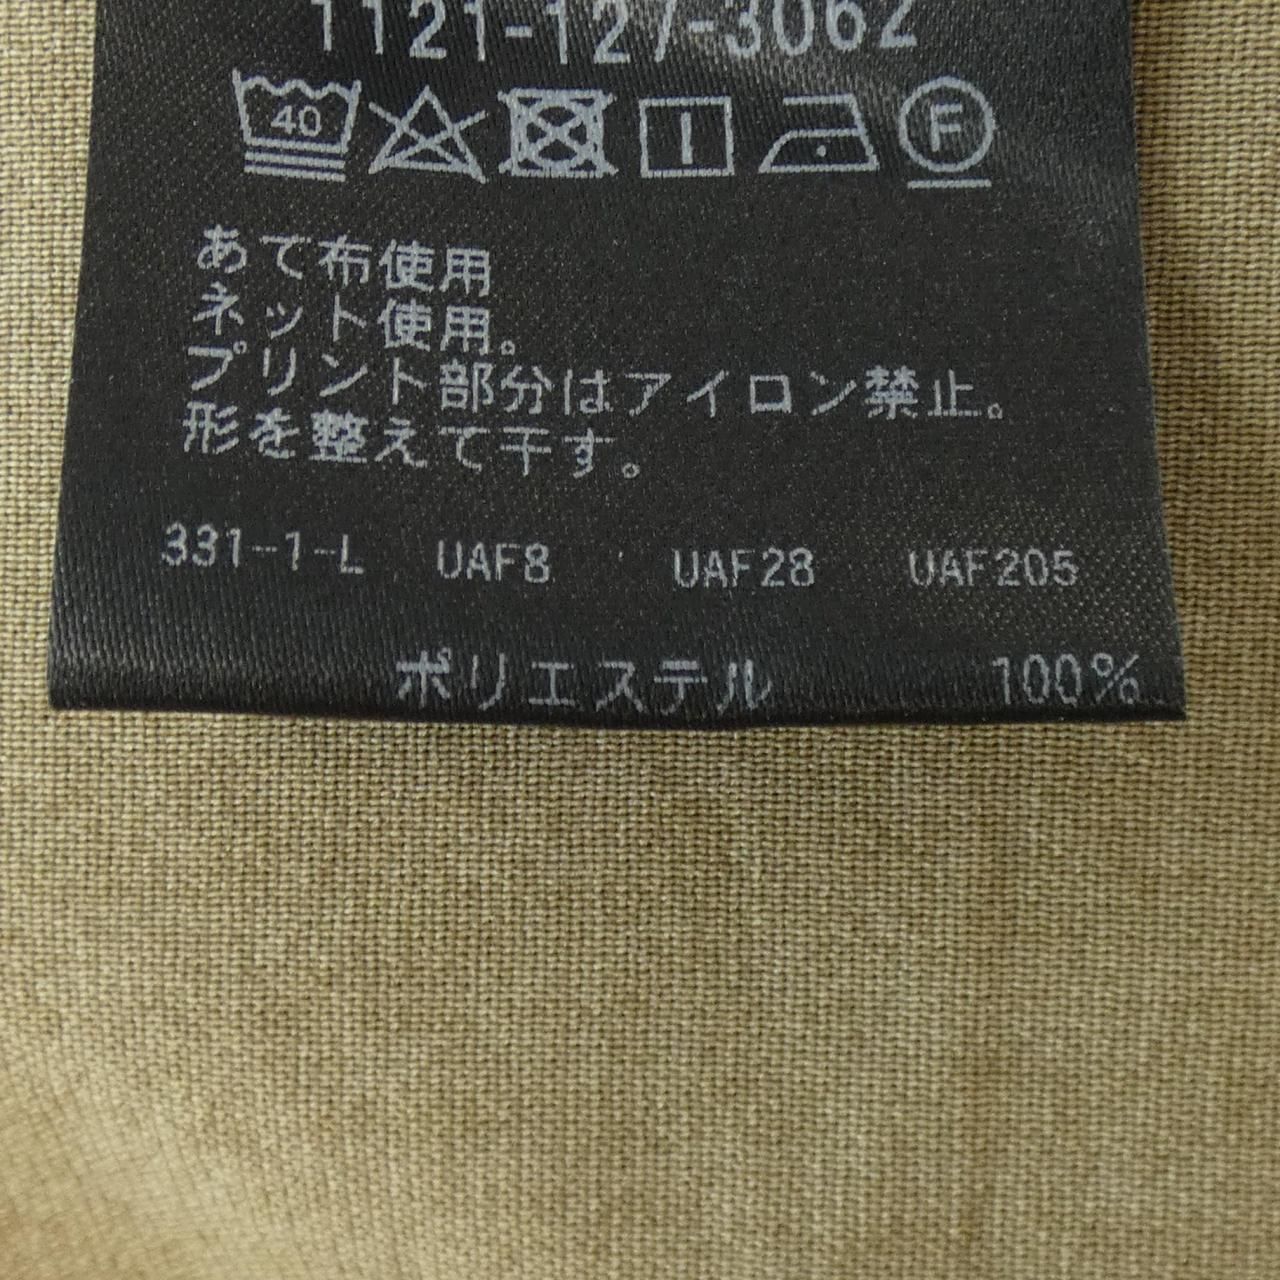 1121-127-3062
40 F
あて布使用
ネット使用。
プリント部分はアイロン禁止。
形を整えて干す。
331-1-L UAF8 UAF28 UAF205
ポリエステル 100%